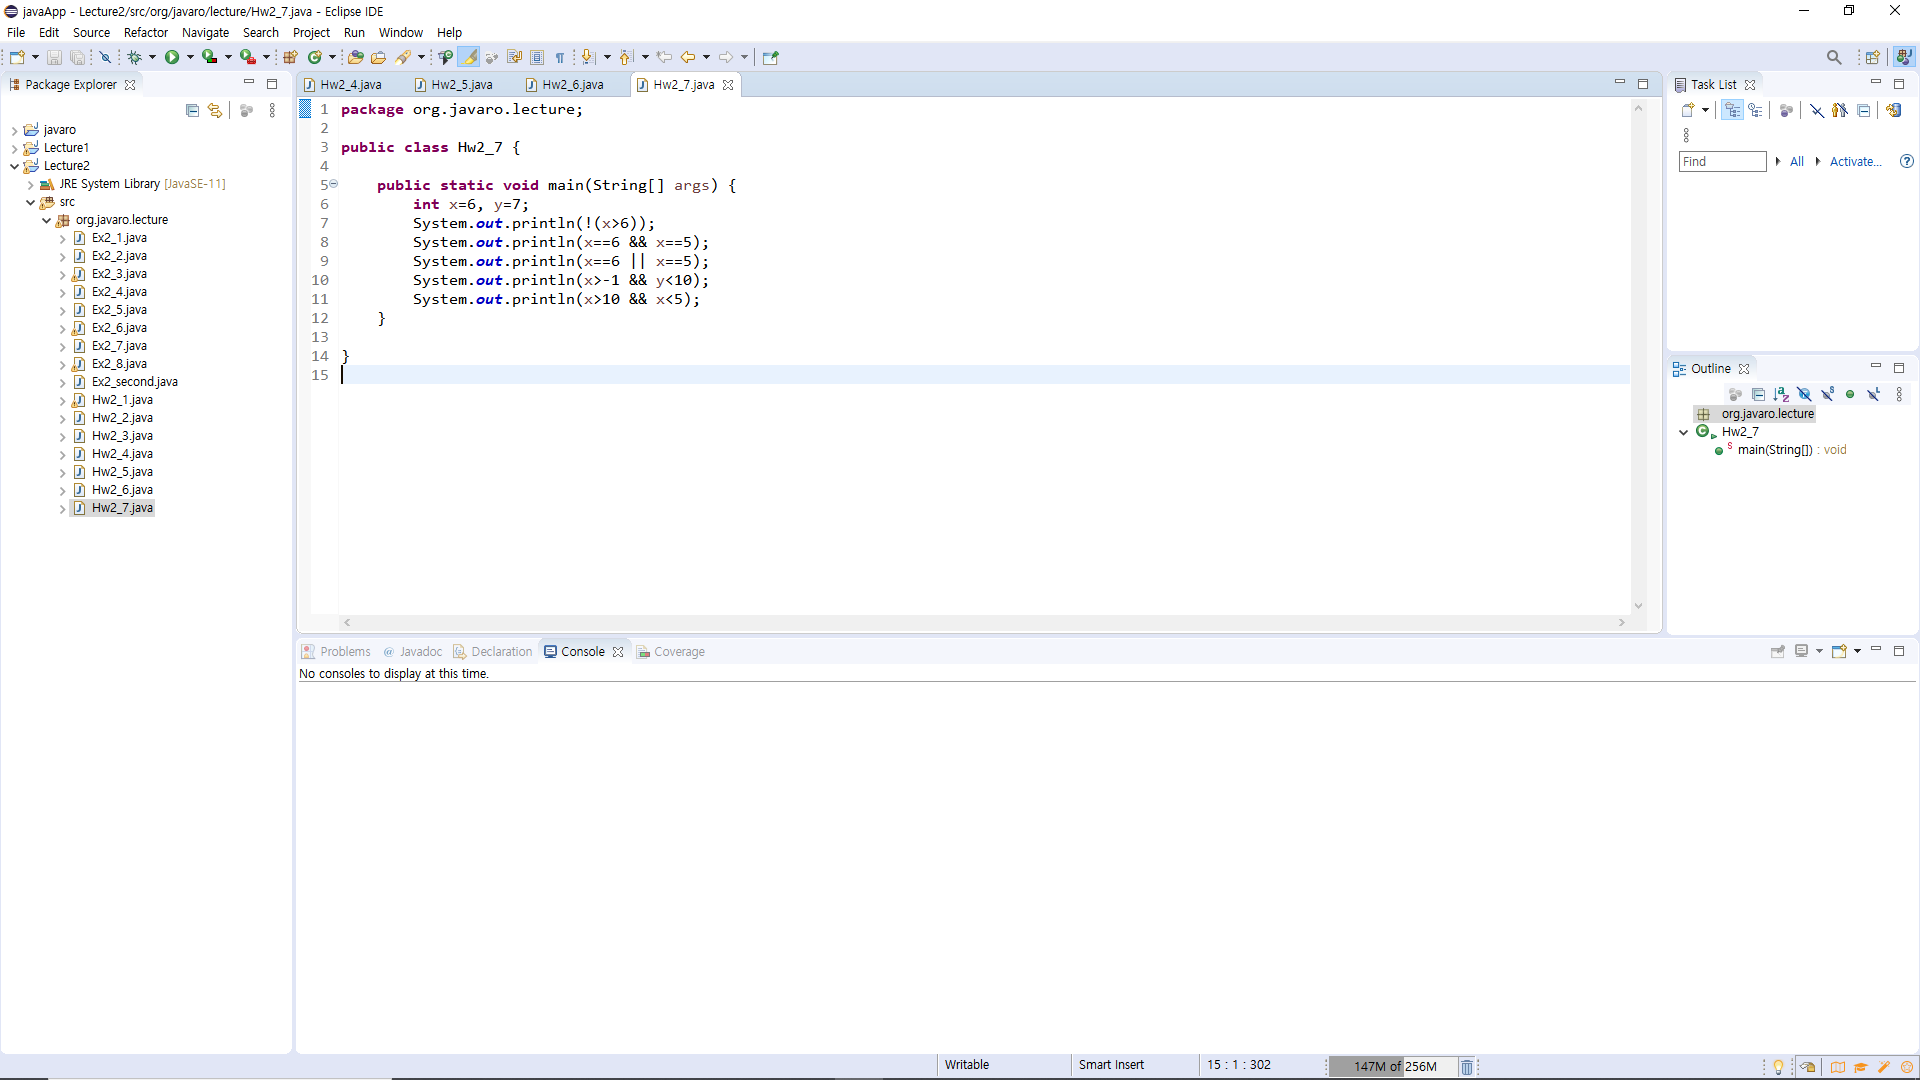 javaApp - Lecture2/src/org/javaro/lecture/Hw2_7.java - Eclipse IDE
File Edit Source Refactor Navigate Search Project Run Window Help
Package Explorer
javaro
Lecture1
Lecture2
JRE System Library [JavaSE-11]
src
org.javaro.lecture
Ex2_1.java
Ex2_2.java
Ex2_3.java
Ex2_4.java
Ex2_5.java
Ex2_6.java
Ex2_7.java
Ex2_8.java
Ex2_second.java
Hw2_1.java
Hw2_2.java
Hw2_3.java
Hw2_4.java
Hw2_5.java
Hw2_6.java
Hw2_7.java
Hw2_4.java Hw2_5.java Hw2_6.java Hw2_7.java
1 package org.javaro.lecture;
2
3 public class Hw2_7 {
4
5 public static void main(String[] args) {
6 int x=6, y=7;
7 System.out.println(!(x>6));
8 System.out.println(x==6 && x==5);
9 System.out.println(x==6 || x==5);
10 System.out.println(x>-1 && y<10);
11 System.out.println(x>10 && x<5);
12 }
13
14 }
15
Problems @ Javadoc Declaration Console Coverage
No consoles to display at this time.
Task List
Find All Activate...
Outline
org.javaro.lecture
Hw2_7
main(String[]) : void
Writable Smart Insert 15 : 1 : 302 147M of 256M